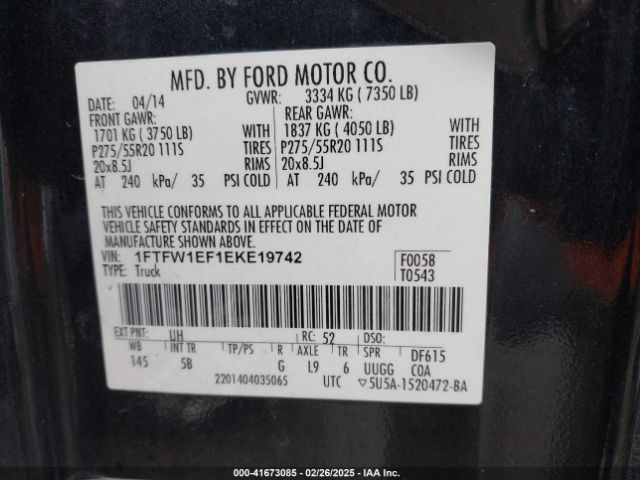 MFD. BY FORD MOTOR CO.
DATE: 04/14 GVWR: 3334 KG ( 7350 LB)
FRONT GAWR: REAR GAWR:
1701 KG ( 3750 LB) WITH 1837 KG ( 4050 LB) WITH
P275/55R20 111S TIRES P275/55R20 111S TIRES
20x8.5J RIMS 20x8.5J RIMS
AT 240 kPa/ 35 PSI COLD AT 240 kPa/ 35 PSI COLD
THIS VEHICLE CONFORMS TO ALL APPLICABLE FEDERAL MOTOR
VEHICLE SAFETY STANDARDS IN EFFECT ON THE DATE OF
MANUFACTURE SHOWN ABOVE.
VIN: 1FTFW1EF1EKE19742 F0058
TYPE: Truck T0543
EXT PNT: UH RC: 52 DSO:
WB INT TR TP/PS R AXLE TR SPR DF615
145 5B G L9 6 UUGG COA
2201404035065 UTC ▽5U5A-1520472-BA
000-41673085 - 02/26/2025 - IAA Inc.